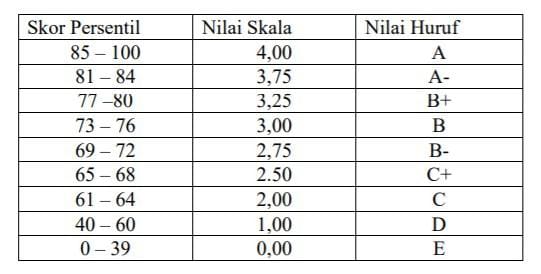 Skor Persentil Nilai Skala Nilai Huruf
85 – 100 4,00 A
81 – 84 3,75 A-
77 –80 3,25 B+
73 – 76 3,00 B
69 – 72 2,75 B-
65 – 68 2.50 C+
61 – 64 2,00 C
40 – 60 1,00 D
0 – 39 0,00 E